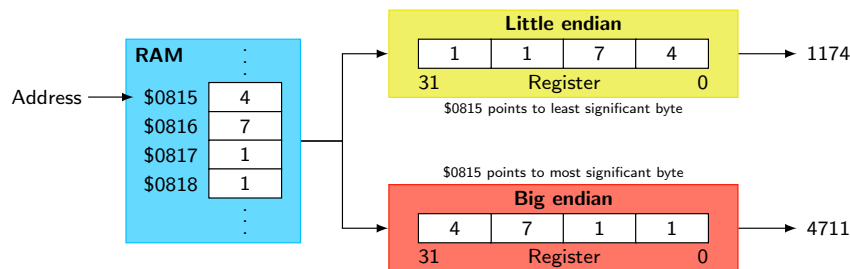 RAM
Address
$0815 4
$0816 7
$0817 1
$0818 1
Little endian
1 1 7 4
31 Register 0
$0815 points to least significant byte
1174
$0815 points to most significant byte
Big endian
4 7 1 1
31 Register 0
4711